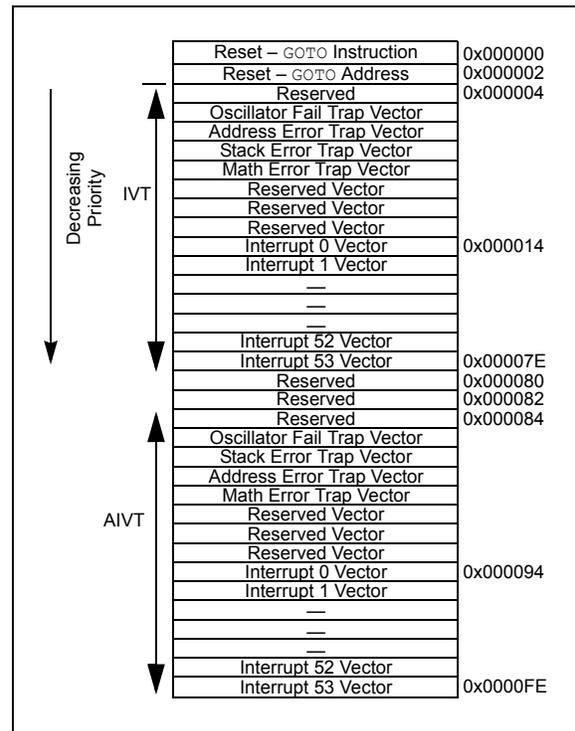 Reset – GOTO Instruction 0x000000
Reset – GOTO Address 0x000002
Reserved 0x000004
Oscillator Fail Trap Vector
Address Error Trap Vector
Stack Error Trap Vector
Math Error Trap Vector
Reserved Vector
Reserved Vector
Reserved Vector
Interrupt 0 Vector 0x000014
Interrupt 1 Vector
—
—
—
Interrupt 52 Vector
Interrupt 53 Vector 0x00007E
Reserved 0x000080
Reserved 0x000082
Reserved 0x000084
Oscillator Fail Trap Vector
Stack Error Trap Vector
Address Error Trap Vector
Math Error Trap Vector
Reserved Vector
Reserved Vector
Reserved Vector
Interrupt 0 Vector 0x000094
Interrupt 1 Vector
—
—
—
Interrupt 52 Vector
Interrupt 53 Vector 0x0000FE
Decreasing
Priority
IVT
AIVT